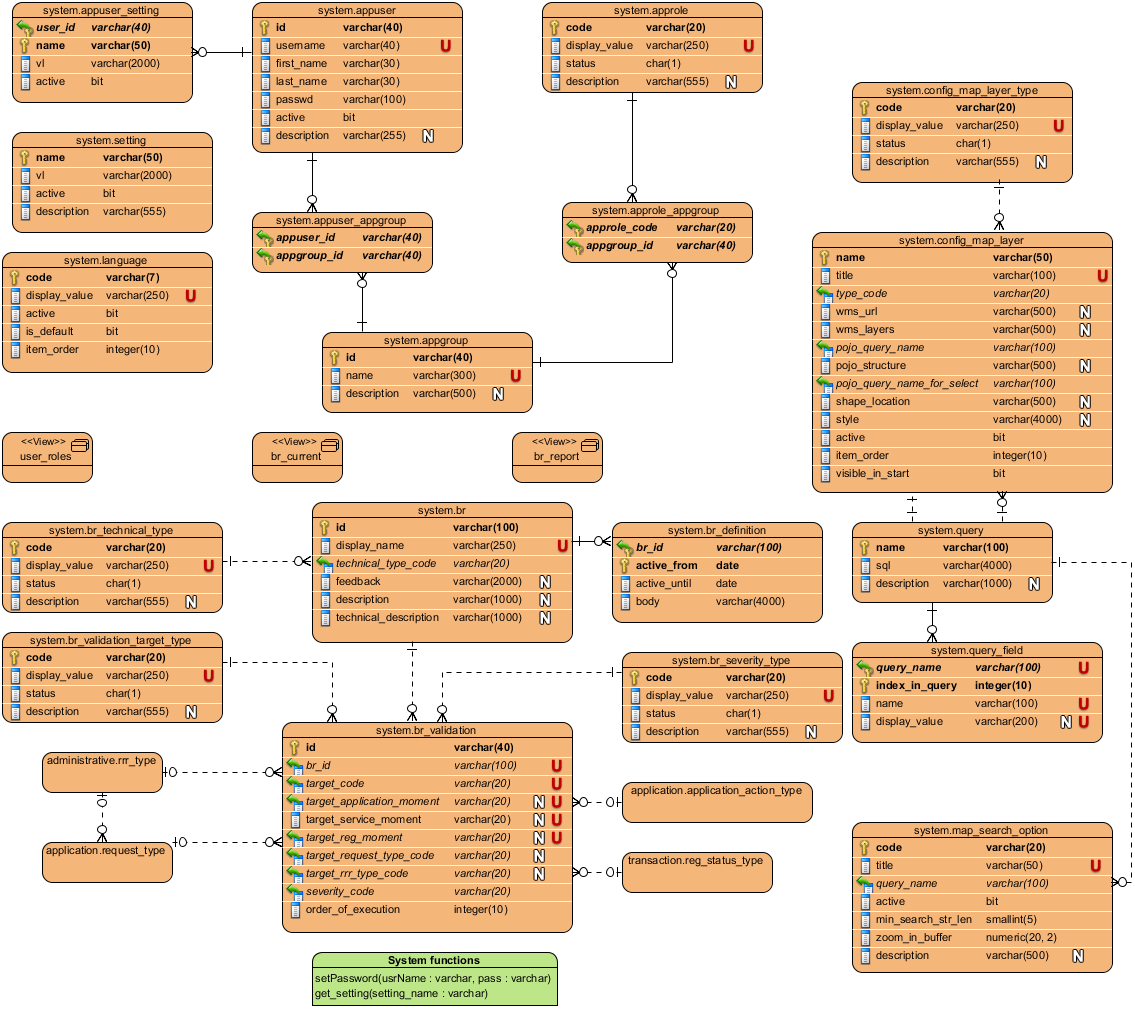 system.appuser_setting
user_id varchar(40)
name varchar(50)
vl varchar(2000)
active bit
system.appuser
id varchar(40)
username varchar(40) U
first_name varchar(30)
last_name varchar(30)
passwd varchar(100)
active bit
description varchar(255) N
system.approle
code varchar(20)
display_value varchar(250) U
status char(1)
description varchar(555) N
system.config_map_layer_type
code varchar(20)
display_value varchar(250) U
status char(1)
description varchar(555) N
system.setting
name varchar(50)
vl varchar(2000)
active bit
description varchar(555)
system.appuser_appgroup
appuser_id varchar(40)
appgroup_id varchar(40)
system.approle_appgroup
approle_code varchar(20)
appgroup_id varchar(40)
system.language
code varchar(7)
display_value varchar(250) U
active bit
is_default bit
item_order integer(10)
system.config_map_layer
name varchar(50)
title varchar(100) U
type_code varchar(20)
wms_url varchar(500) N
wms_layers varchar(500) N
pojo_query_name varchar(100)
pojo_structure varchar(500) N
pojo_query_name_for_select varchar(100)
shape_location varchar(500) N
style varchar(4000) N
active bit
item_order integer(10)
visible_in_start bit
system.appgroup
id varchar(40)
name varchar(300) U
description varchar(500) N
<<View>>
user_roles
<<View>>
br_current
<<View>>
br_report
system.br_technical_type
code varchar(20)
display_value varchar(250) U
status char(1)
description varchar(555) N
system.br
id varchar(100)
display_name varchar(250) U
technical_type_code varchar(20)
feedback varchar(2000) N
description varchar(1000) N
technical_description varchar(1000) N
system.br_definition
br_id varchar(100)
active_from date
active_until date
body varchar(4000)
system.query
name varchar(100)
sql varchar(4000)
description varchar(1000) N
system.br_validation_target_type
code varchar(20)
display_value varchar(250) U
status char(1)
description varchar(555) N
system.br_severity_type
code varchar(20)
display_value varchar(250) U
status char(1)
description varchar(555) N
system.query_field
query_name varchar(100) U
index_in_query integer(10)
name varchar(100) U
display_value varchar(200) N U
system.br_validation
id varchar(40)
br_id varchar(100) U
target_code varchar(20) U
target_application_moment varchar(20) N U
target_service_moment varchar(20) N U
target_reg_moment varchar(20) N U
target_request_type_code varchar(20) N
target_rrr_type_code varchar(20) N
severity_code varchar(20)
order_of_execution integer(10)
administrative.rrr_type
application.request_type
application.application_action_type
transaction.reg_status_type
system.map_search_option
code varchar(20)
title varchar(50) U
query_name varchar(100)
active bit
min_search_str_len smallint(5)
zoom_in_buffer numeric(20, 2)
description varchar(500) N
System functions
setPassword(usrName : varchar, pass : varchar)
get_setting(setting_name : varchar)